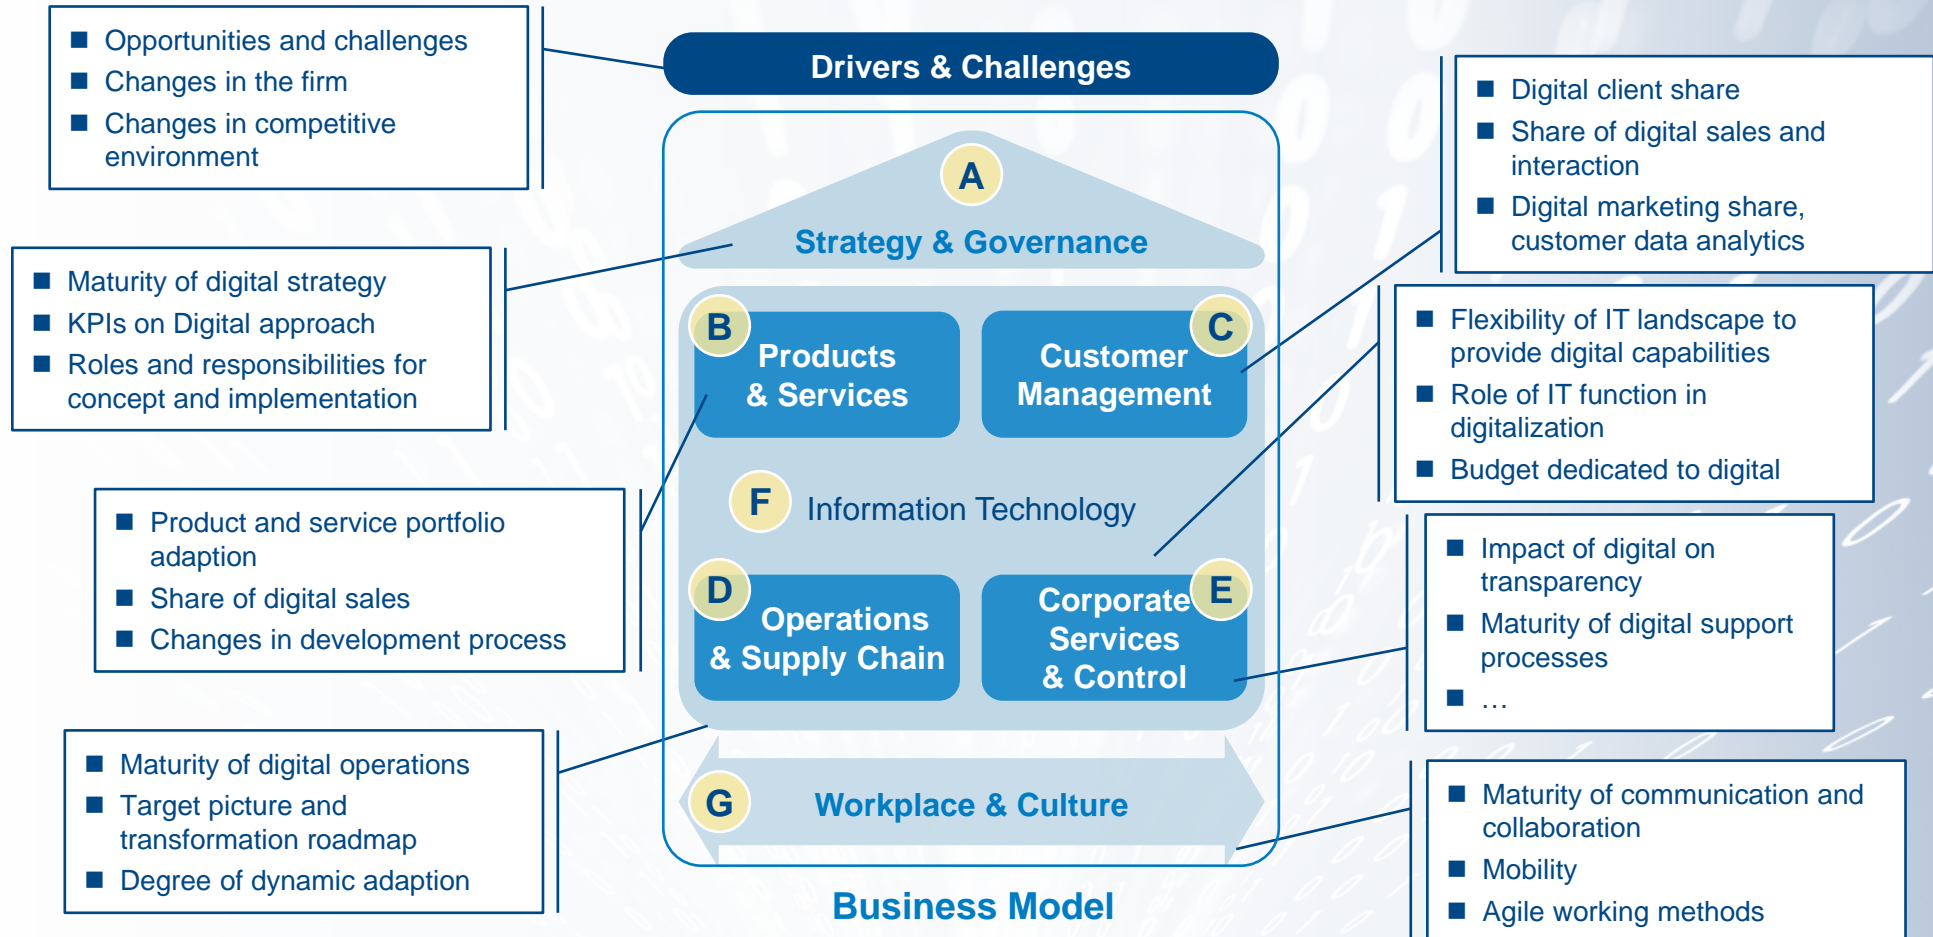 Opportunities and challenges
Changes in the firm
Changes in competitive
environment
Maturity of digital strategy
KPIs on Digital approach
Roles and responsibilities for
concept and implementation
Product and service portfolio
adaption
Share of digital sales
Changes in development process
Maturity of digital operations
Target picture and
transformation roadmap
Degree of dynamic adaption
Drivers & Challenges
A
Strategy & Governance
B
Products
& Services
C
Customer
Management
F
Information Technology
D
Operations
& Supply Chain
E
Corporate
Services
& Control
G
Workplace & Culture
Business Model
Digital client share
Share of digital sales and
interaction
Digital marketing share,
customer data analytics
Flexibility of IT landscape to
provide digital capabilities
Role of IT function in
digitalization
Budget dedicated to digital
Impact of digital on
transparency
Maturity of digital support
processes
…
Maturity of communication and
collaboration
Mobility
Agile working methods